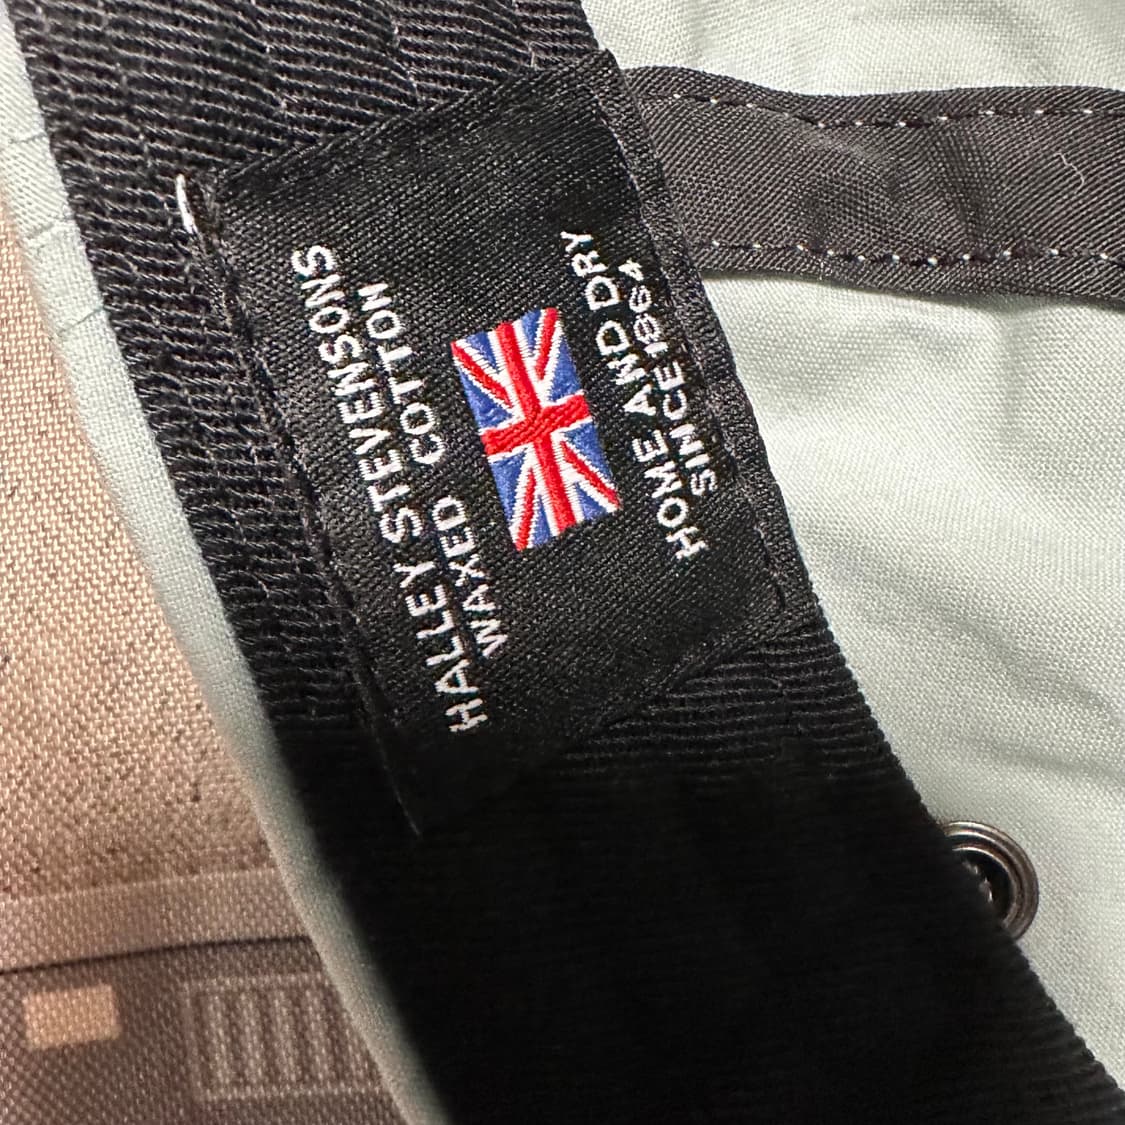 HALLEY STEVENSONS
WAXED COTTON
HOME AND DRY
SINCE 1864